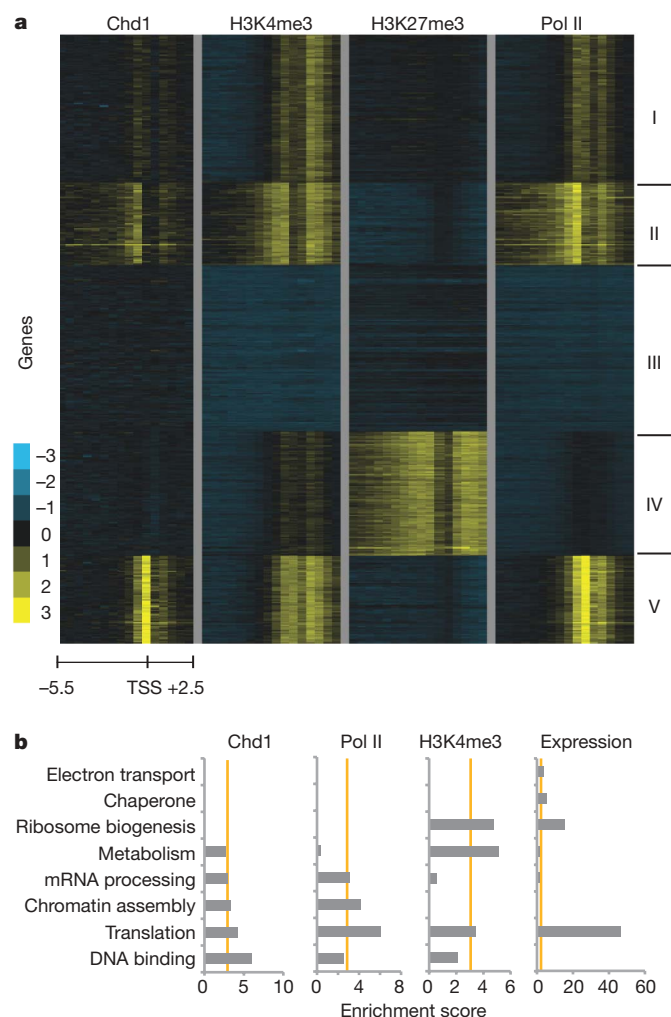 a
Chd1 H3K4me3 H3K27me3 Pol II
Genes
I
II
III
IV
V
–3
–2
–1
0
1
2
3
–5.5 TSS +2.5
b
Chd1 Pol II H3K4me3 Expression
Electron transport
Chaperone
Ribosome biogenesis
Metabolism
mRNA processing
Chromatin assembly
Translation
DNA binding
0 5 10 0 4 8 0 2 4 6 0 20 40 60
Enrichment score